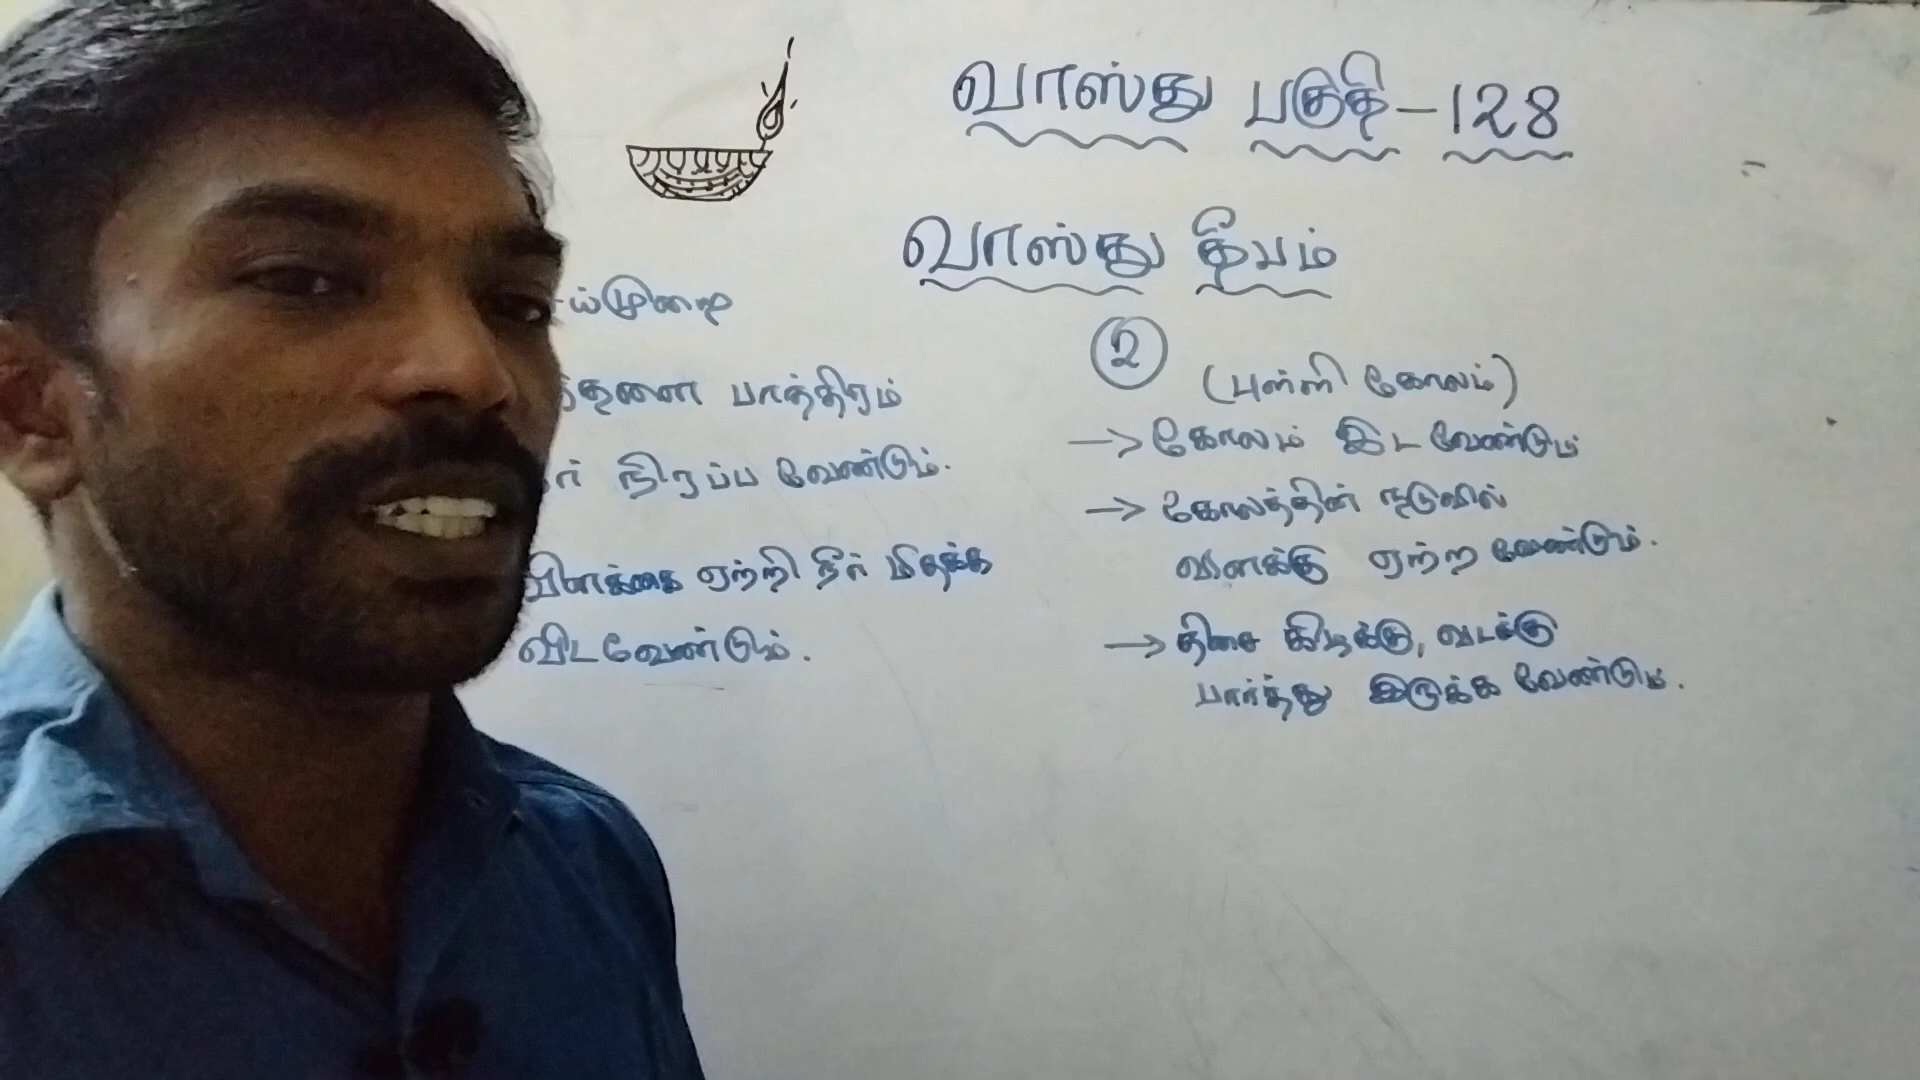 வாஸ்து பகுதி - 128
வாஸ்து தீபம்
ய்முறை
த்தளை பாத்திரம்
நிரப்ப வேண்டும்.
விளக்கை ஏற்றி நீர் மிதக்க
விட வேண்டும்.
2
(புள்ளி கோலம்)
→ கோலம் இட வேண்டும்
→ கோலத்தின் நடுவில்
விளக்கு ஏற்ற வேண்டும்.
→ திசை கிழக்கு, வடக்கு
பார்த்து இருக்க வேண்டும்.